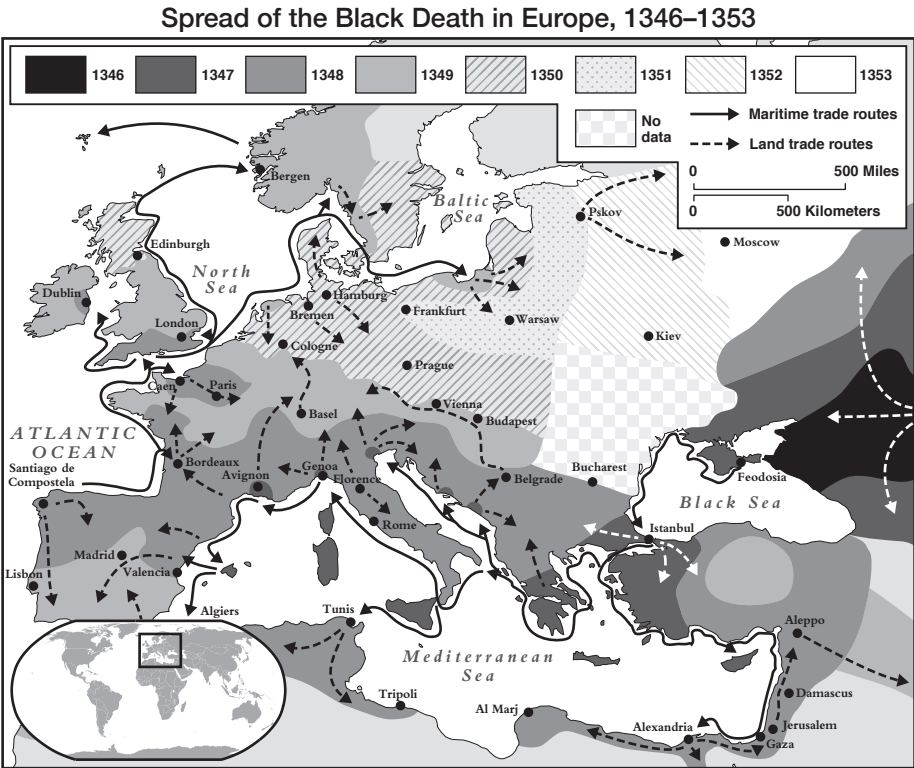 Spread of the Black Death in Europe, 1346–1353
1346
1347
1348
1349
1350
1351
1352
1353
No
data
Maritime trade routes
Land trade routes
0
500 Miles
0
500 Kilometers
Bergen
Baltic
Sea
Pskov
Moscow
Edinburgh
North
Sea
Dublin
London
Hamburg
Bremen
Frankfurt
Warsaw
Kiev
Cologne
Prague
Caen
Paris
Basel
Vienna
Budapest
ATLANTIC
OCEAN
Santiago de
Compostela
Bordeaux
Avignon
Genoa
Florence
Belgrade
Bucharest
Feodosia
Black Sea
Rome
Istanbul
Madrid
Valencia
Lisbon
Algiers
Tunis
Aleppo
Mediterranean
Sea
Tripoli
Al Marj
Damascus
Alexandria
Jerusalem
Gaza